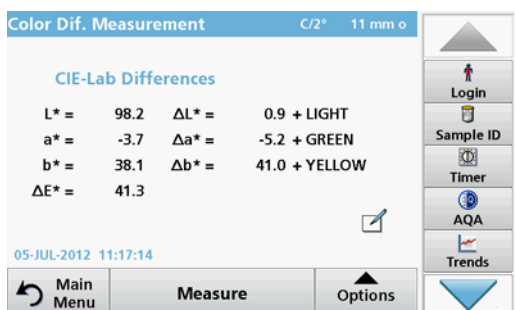 Color Dif. Measurement C/2° 11 mm o
CIE-Lab Differences
L* = 98.2 ΔL* = 0.9 + LIGHT
a* = -3.7 Δa* = -5.2 + GREEN
b* = 38.1 Δb* = 41.0 + YELLOW
ΔE* = 41.3
05-JUL-2012 11:17:14
Main
Menu
Measure
Options
Login
Sample ID
Timer
AQA
Trends